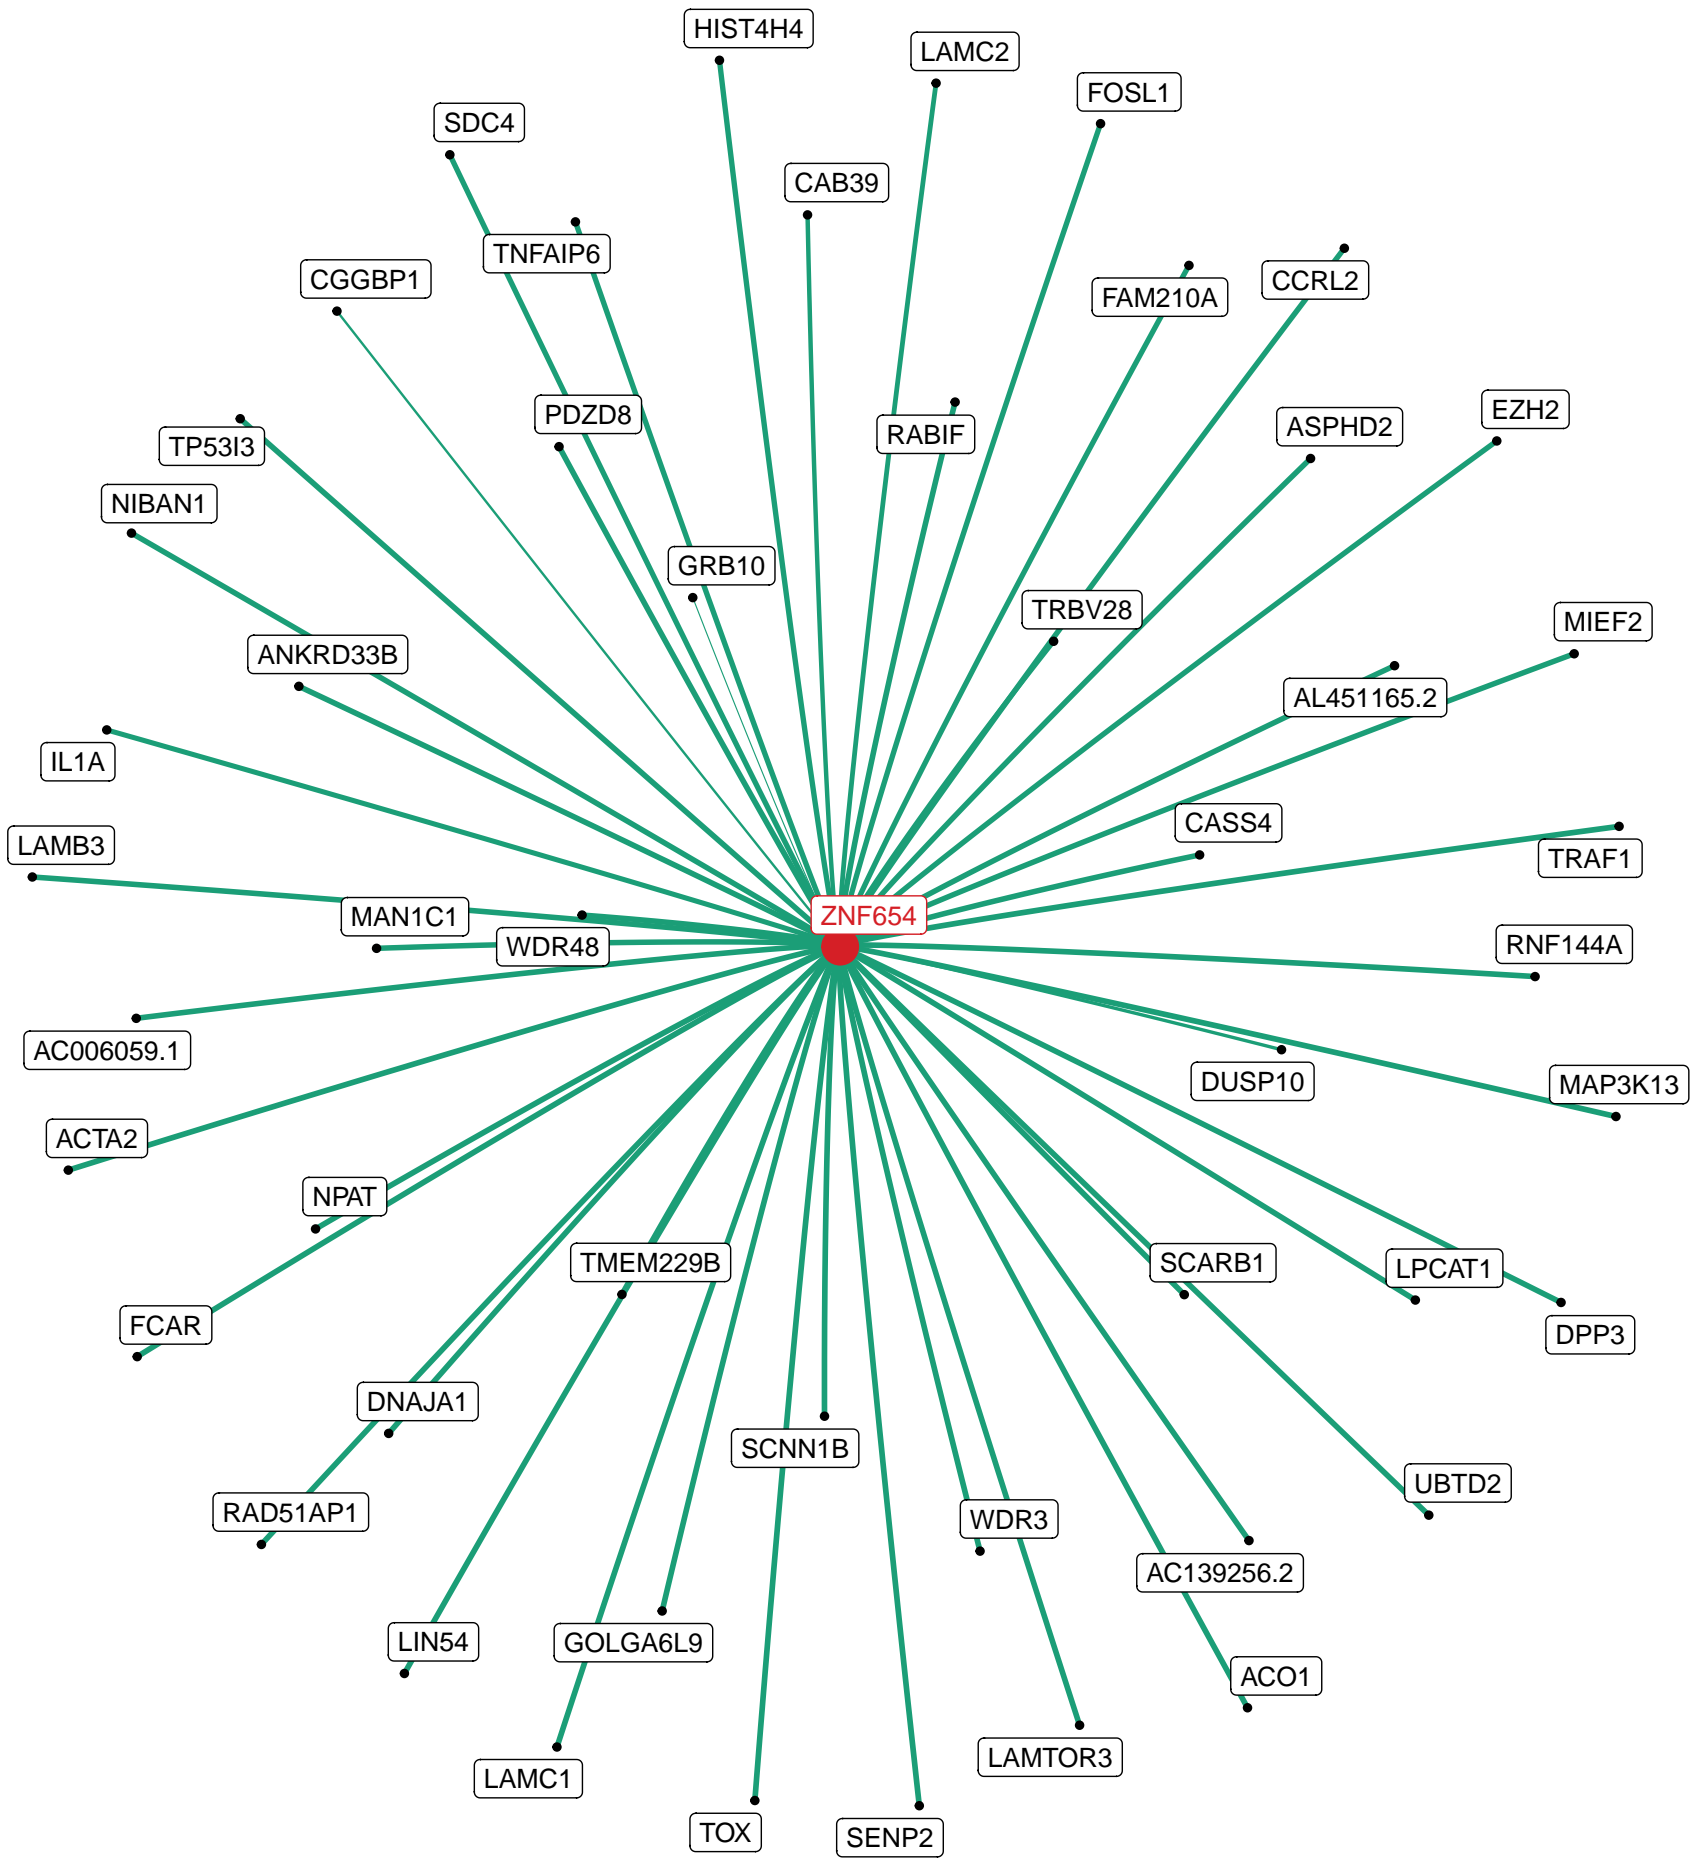 HIST4H4
LAMC2
FOSL1
SDC4
CAB39
TNFAIP6
CGGBP1
CCRL2
FAM210A
EZH2
PDZD8
ASPHD2
RABIF
TP53I3
NIBAN1
GRB10
TRBV28
MIEF2
ANKRD33B
AL451165.2
IL1A
CASS4
LAMB3
TRAF1
MAN1C1
ZNF654
WDR48
RNF144A
AC006059.1
DUSP10
MAP3K13
ACTA2
NPAT
TMEM229B
SCARB1
LPCAT1
FCAR
DPP3
DNAJA1
SCNN1B
UBTD2
RAD51AP1
WDR3
AC139256.2
LIN54
GOLGA6L9
ACO1
LAMTOR3
LAMC1
TOX
SENP2